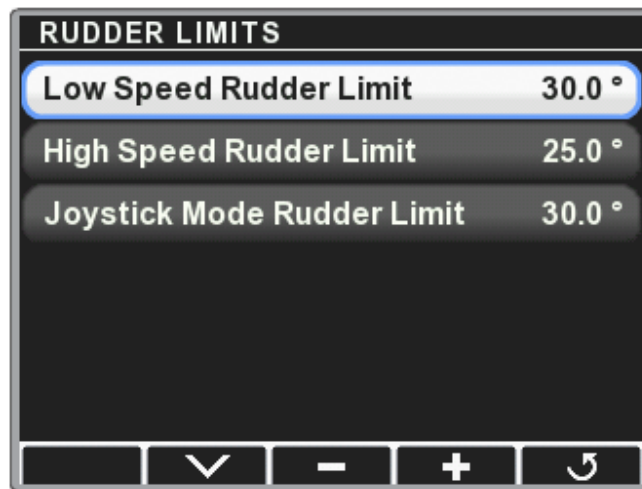 RUDDER LIMITS
Low Speed Rudder Limit 30.0 °
High Speed Rudder Limit 25.0 °
Joystick Mode Rudder Limit 30.0 °